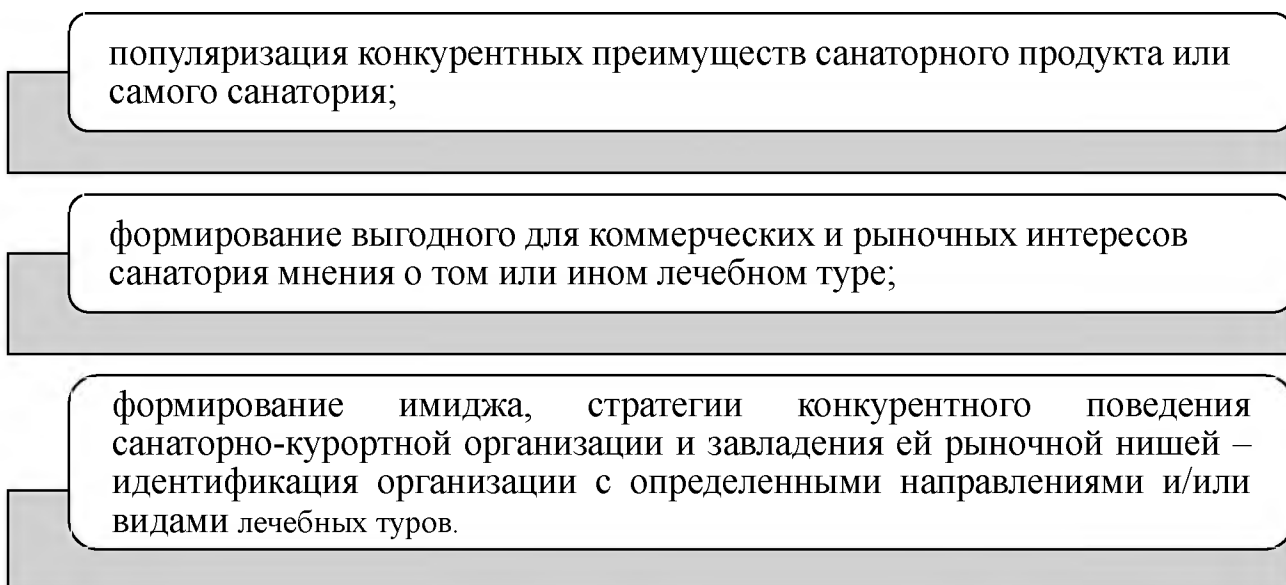 популяризация конкурентных преимуществ санаторного продукта или
самого санатория;
формирование выгодного для коммерческих и рыночных интересов
санатория мнения о том или ином лечебном туре;
формирование имиджа, стратегии конкурентного поведения
санаторно-курортной организации и завладения ей рыночной нишей –
идентификация организации с определенными направлениями и/или
видами лечебных туров.